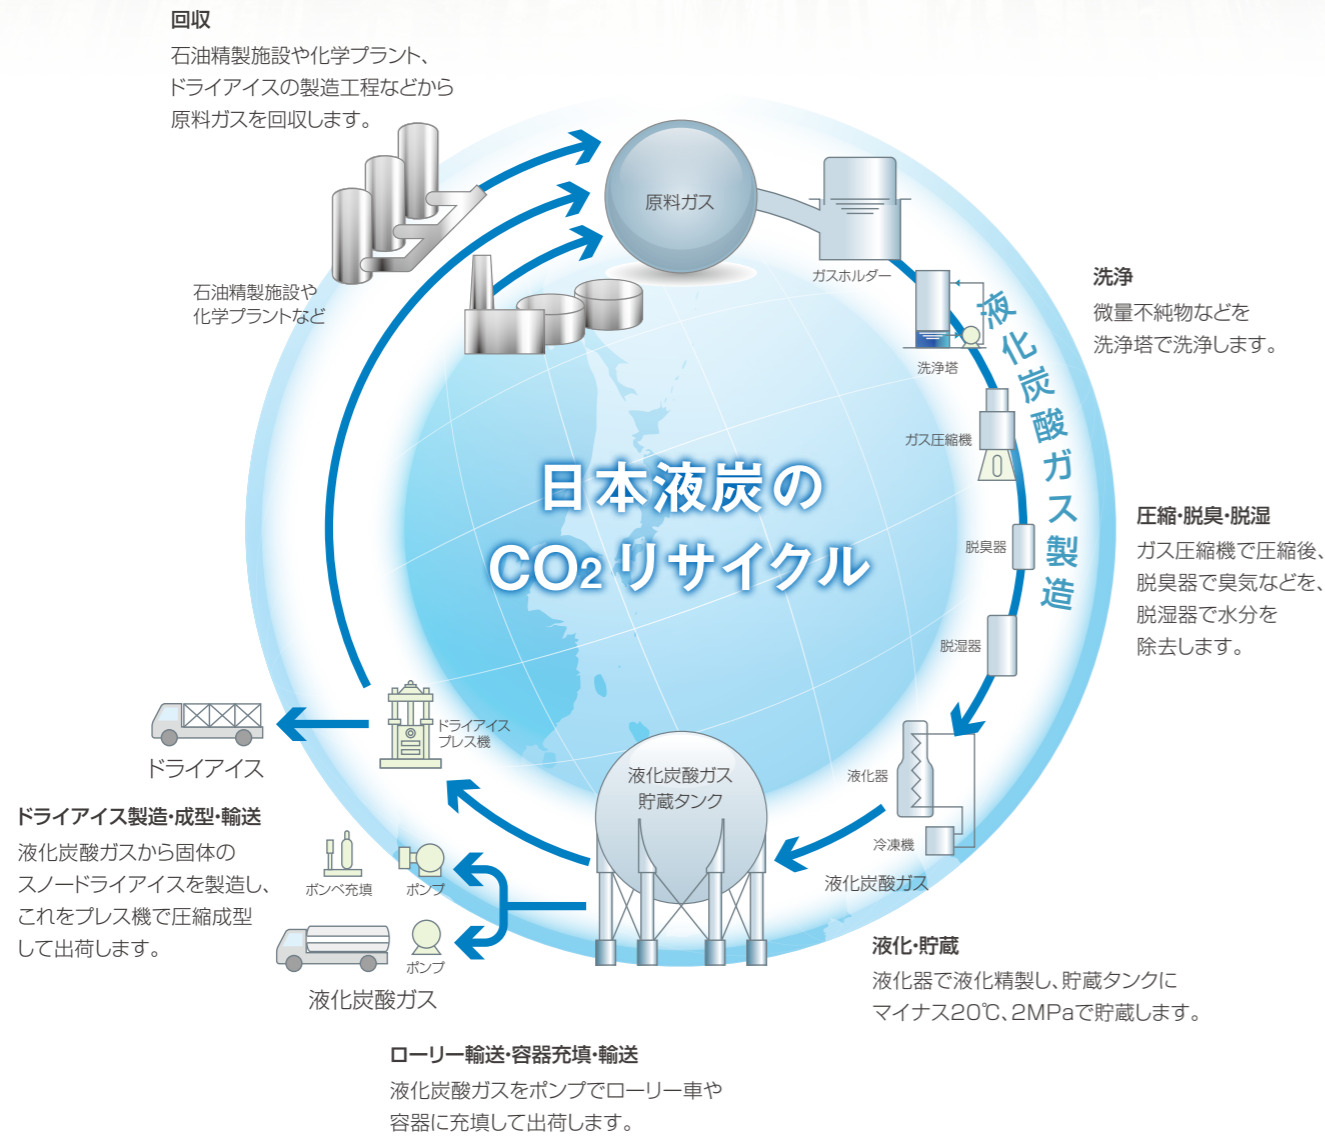 回収
石油精製施設や化学プラント、
ドライアイスの製造工程などから
原料ガスを回収します。
石油精製施設や
化学プラントなど
原料ガス
ガスホルダー
洗浄塔
洗浄
微量不純物などを
洗浄塔で洗浄します。
液化炭酸ガス製造
ガス圧縮機
脱臭器
脱湿器
圧縮・脱臭・脱湿
ガス圧縮機で圧縮後、
脱臭器で臭気などを、
脱湿器で水分を
除去します。
日本液炭の
CO2リサイクル
液化器
冷凍機
液化炭酸ガス
液化・貯蔵
液化器で液化精製し、貯蔵タンクに
マイナス20℃、2MPaで貯蔵します。
液化炭酸ガス
貯蔵タンク
ドライアイス
プレス機
ドライアイス
ドライアイス製造・成型・輸送
液化炭酸ガスから固体の
スノードライアイスを製造し、
これをプレス機で圧縮成型
して出荷します。
ボンベ充填
ポンプ
ポンプ
液化炭酸ガス
ローリー輸送・容器充填・輸送
液化炭酸ガスをポンプでローリー車や
容器に充填して出荷します。